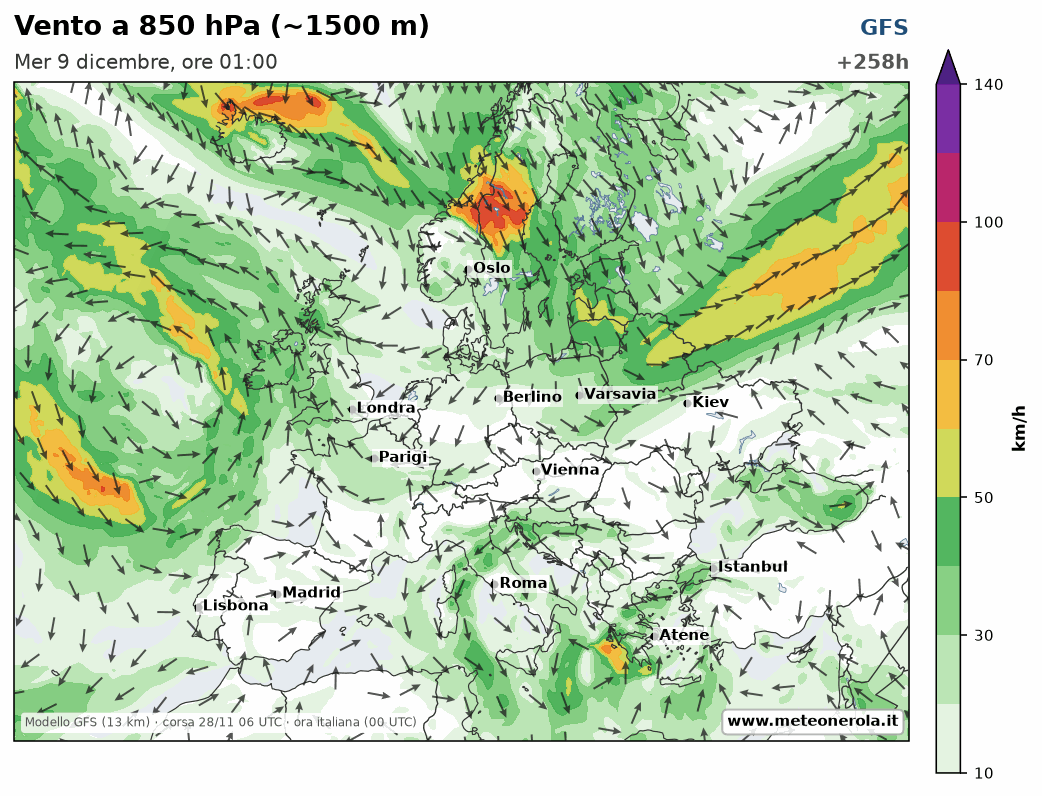 Vento a 850 hPa (~1500 m)
GFS
Mer 9 dicembre, ore 01:00
+258h
140
100
70
50
30
10
km/h
Oslo
Berlino
Varsavia
Kiev
Londra
Parigi
Vienna
Istanbul
Roma
Madrid
Lisbona
Atene
Modello GFS (13 km) · corsa 28/11 06 UTC · ora italiana (00 UTC)
www.meteonerola.it